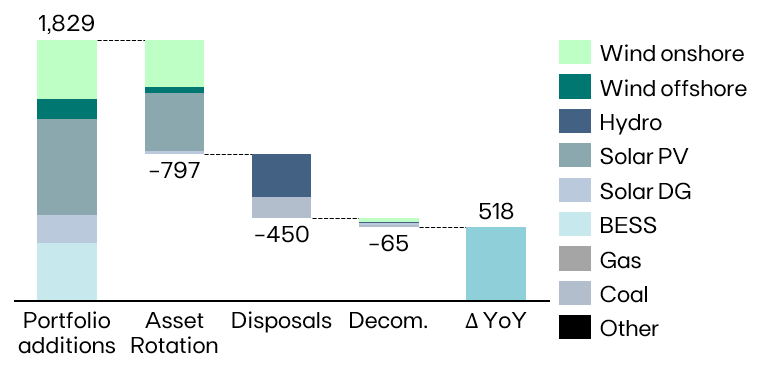 1,829
−797
−450
−65
518
Portfolio
additions
Asset
Rotation
Disposals
Decom.
Δ YoY
Wind onshore
Wind offshore
Hydro
Solar PV
Solar DG
BESS
Gas
Coal
Other